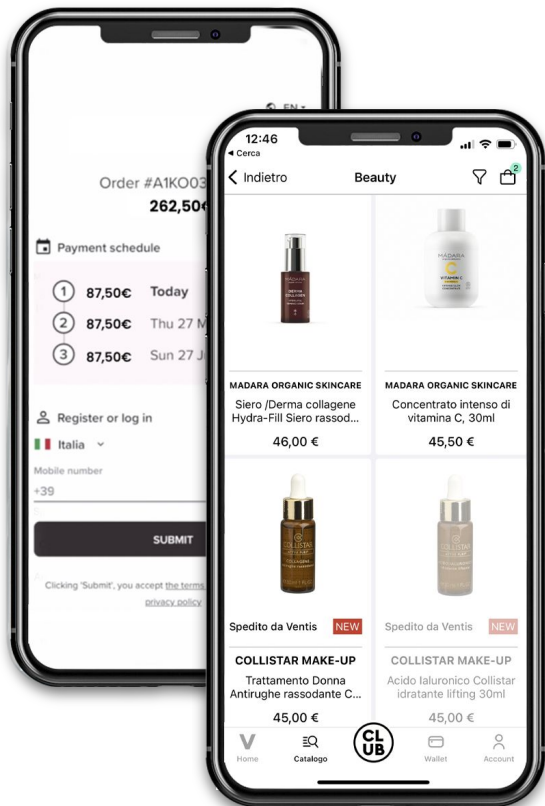 EN
Order #A1KO03
262,50€
Payment schedule
1 87,50€ Today
2 87,50€ Thu 27 M
3 87,50€ Sun 27 J
Register or log in
Italia
Mobile number
+39
SUBMIT
Clicking 'Submit', you accept the terms
privacy policy
12:46
Cerca
Indietro
Beauty
2
MADARA
DERMA
COLLAGEN
MADARA
C
VITAMIN C
MADARA ORGANIC SKINCARE
Siero /Derma collagene
Hydra-Fill Siero rassod...
46,00 €
MADARA ORGANIC SKINCARE
Concentrato intenso di
vitamina C, 30ml
45,50 €
COLLISTAR
COLLISTAR
Spedito da Ventis NEW
COLLISTAR MAKE-UP
Trattamento Donna
Antirughe rassodante C...
45,00 €
Spedito da Ventis NEW
COLLISTAR MAKE-UP
Acido Ialuronico Collistar
idratante lifting 30ml
45,00 €
V
Home
Catalogo
CL
UB
Wallet
Account